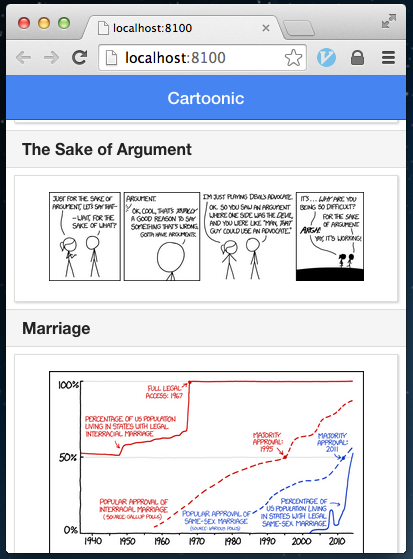 localhost:8100
localhost:8100
Cartoonic
The Sake of Argument
JUST FOR THE SAKE OF
ARGUMENT, LET'S SAY THAT-
- WAIT, FOR THE
SAKE OF WHAT?
ARGUMENT.
OK, COOL, THAT'S REALLY
A GOOD REASON TO SAY
SOMETHING THAT'S WRONG.
GOTTA HAVE ARGUMENTS.
I'M JUST PLAYING DEVIL'S ADVOCATE.
OK. SO YOU SAW AN ARGUMENT
WHERE ONE SIDE WAS THE DEVIL,
AND YOU WERE LIKE "MAN, THAT
GUY COULD USE AN ADVOCATE."
IT'S... WHY ARE YOU
BEING SO DIFFICULT?
FOR THE SAKE
OF ARGUMENT.
AUGH!
YAY, IT'S WORKING!
Marriage
100%
FULL LEGAL
ACCESS: 1967
PERCENTAGE OF US POPULATION
LIVING IN STATES WITH LEGAL
INTERRACIAL MARRIAGE
MAJORITY
APPROVAL:
1995
MAJORITY
APPROVAL:
2011
50%
POPULAR APPROVAL OF
INTERRACIAL MARRIAGE
(SOURCE: GALLUP POLLS)
POPULAR APPROVAL OF
SAME-SEX MARRIAGE
(SOURCE: VARIOUS POLLS)
PERCENTAGE OF
US POPULATION LIVING
IN STATES WITH LEGAL
SAME-SEX MARRIAGE
0%
1940 1950 1960 1970 1980 1990 2000 2010